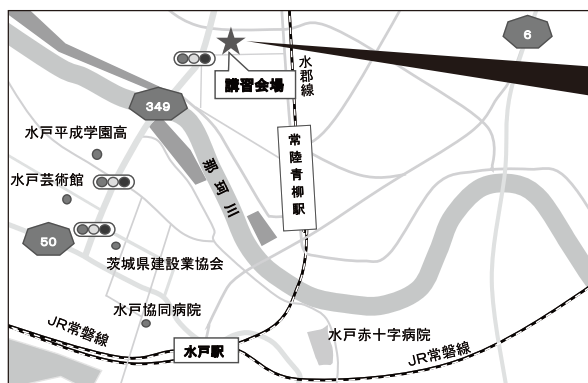 6
講習会場
水郡線
349
水戸平成学園高
常陸青柳駅
水戸芸術館
那珂川
50
茨城県建設業協会
水戸協同病院
JR常磐線
水戸駅
水戸赤十字病院
JR常磐線